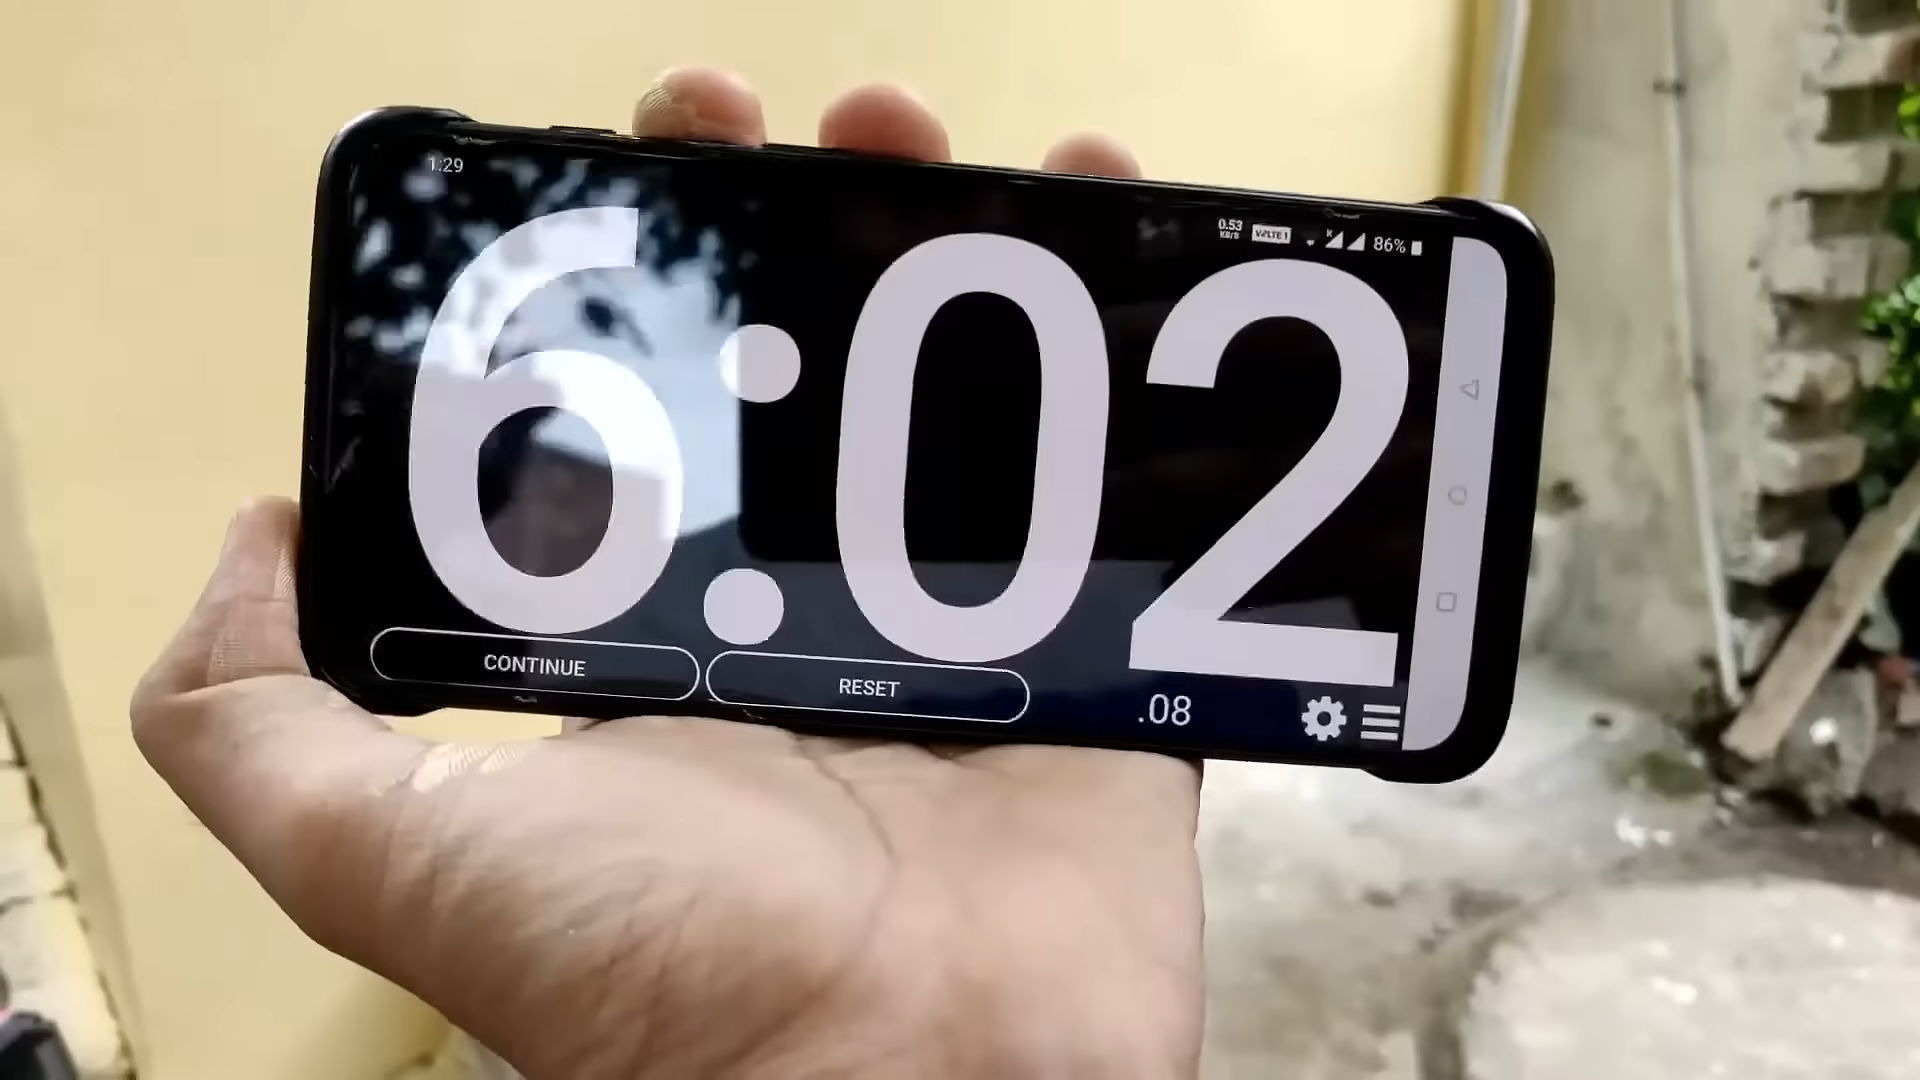 1:29
0.53
KB/S
VoLTE 1
86%
6:02
CONTINUE
RESET
.08